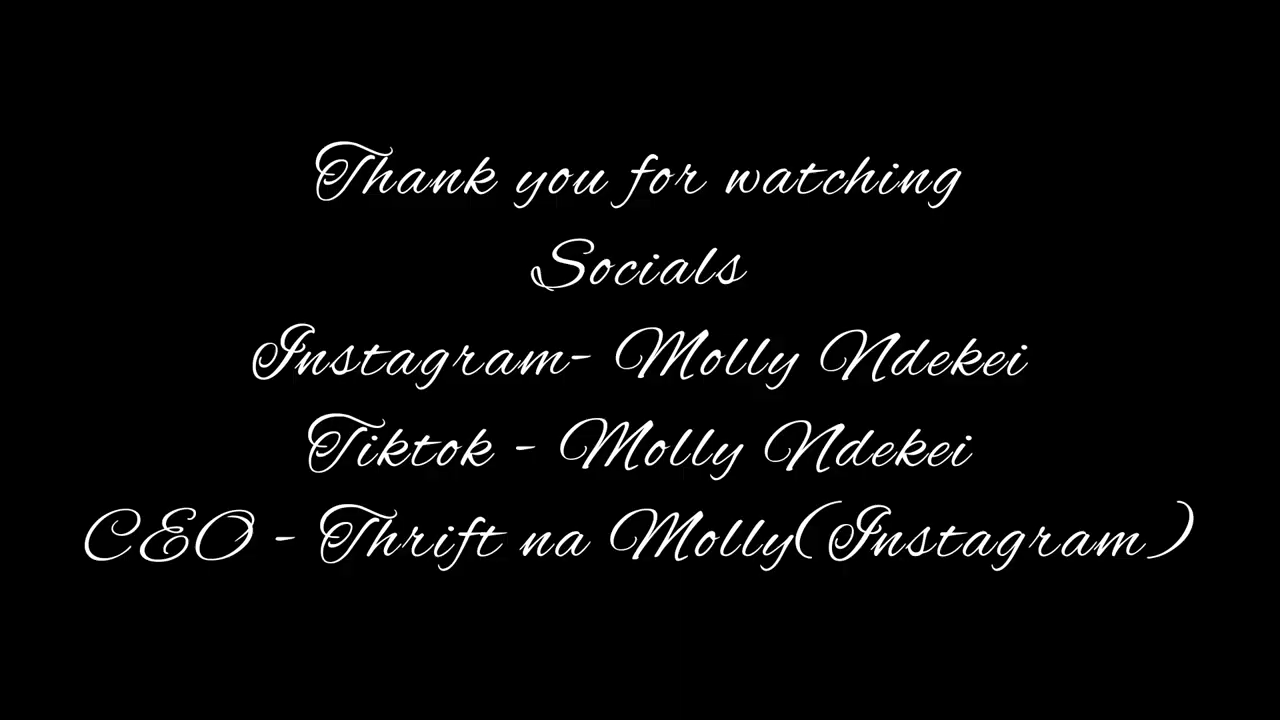 Thank you for watching
Socials
Instagram- Molly Ndekei
Tiktok - Molly Ndekei
CEO - Thrift na Molly(Instagram)